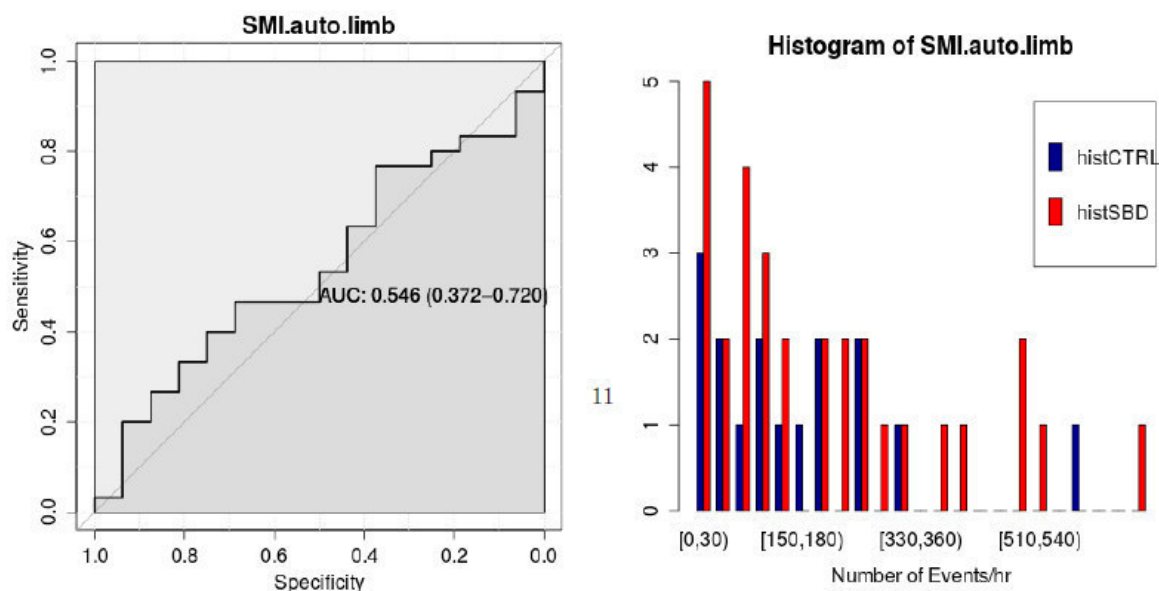 SMI.auto.limb
Sensitivity
0.0 0.2 0.4 0.6 0.8 1.0
AUC: 0.546 (0.372–0.720)
1.0 0.8 0.6 0.4 0.2 0.0
Specificity
11
Histogram of SMI.auto.limb
0 1 2 3 4 5
histCTRL
histSBD
[0,30) [150,180) [330,360) [510,540)
Number of Events/hr